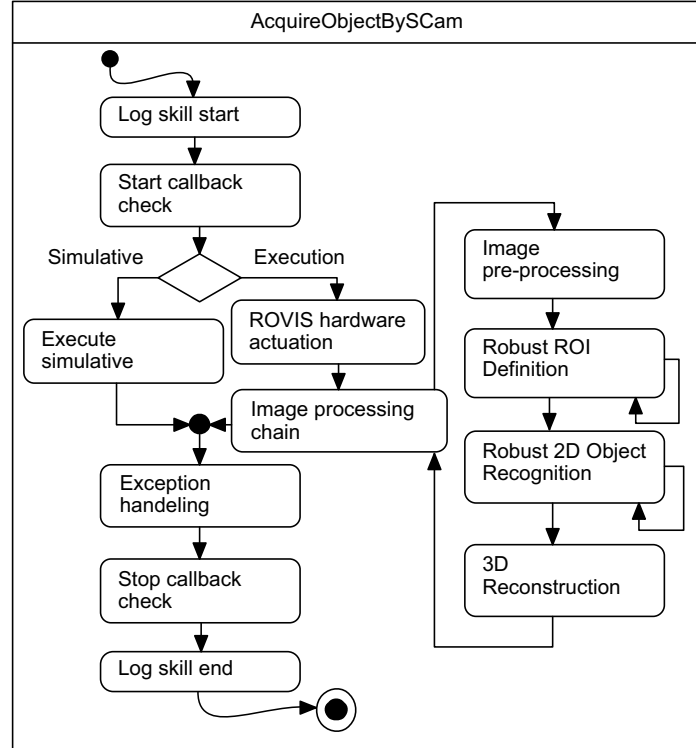 AcquireObjectBySCam
Log skill start
Start callback
check
Simulative
Execution
Execute
simulative
ROVIS hardware
actuation
Image processing
chain
Exception
handeling
Stop callback
check
Log skill end
Image
pre-processing
Robust ROI
Definition
Robust 2D Object
Recognition
3D
Reconstruction